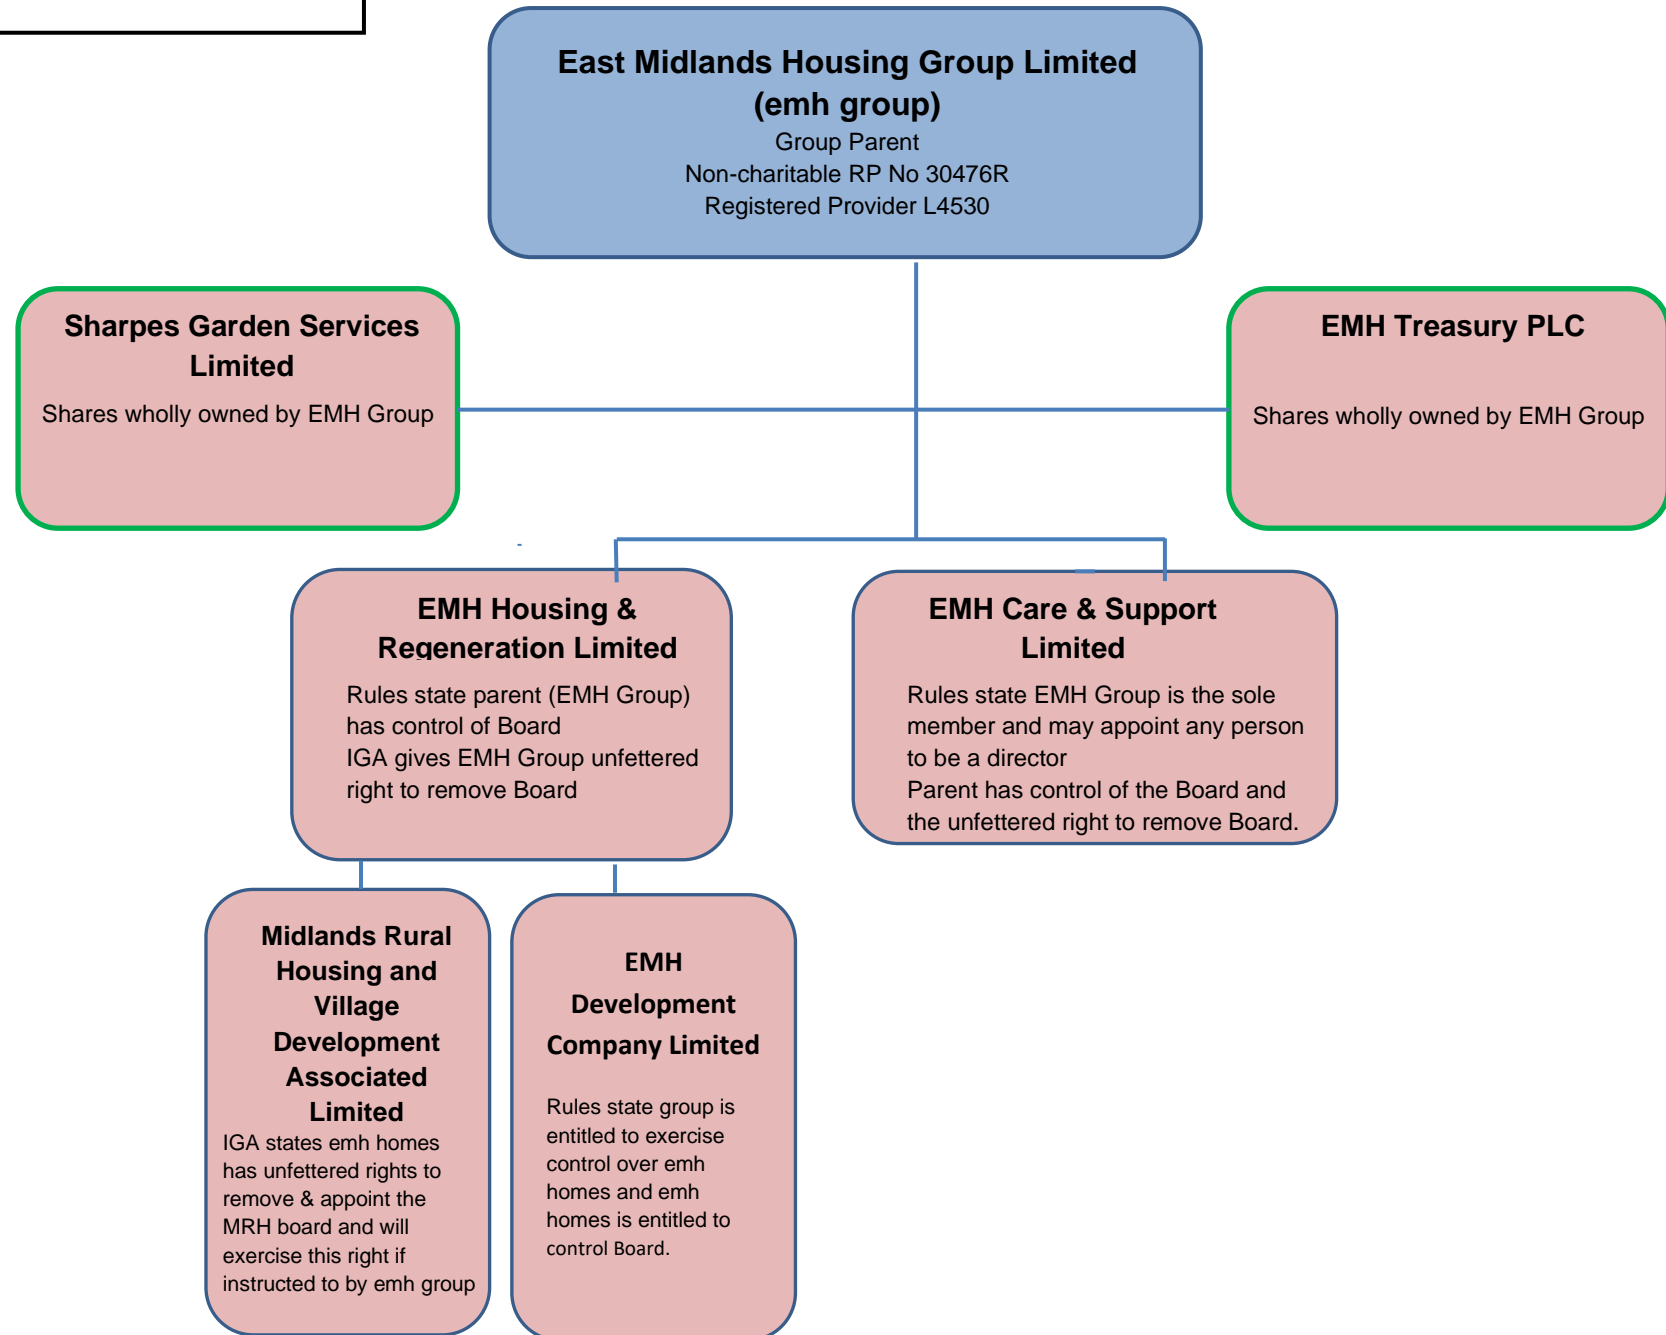 East Midlands Housing Group Limited
(emh group)
Group Parent
Non-charitable RP No 30476R
Registered Provider L4530
Sharpes Garden Services
Limited
Shares wholly owned by EMH Group
EMH Treasury PLC
Shares wholly owned by EMH Group
EMH Housing &
Regeneration Limited
Rules state parent (EMH Group)
has control of Board
IGA gives EMH Group unfettered
right to remove Board
EMH Care & Support
Limited
Rules state EMH Group is the sole
member and may appoint any person
to be a director
Parent has control of the Board and
the unfettered right to remove Board.
Midlands Rural
Housing and
Village
Development
Associated
Limited
IGA states emh homes
has unfettered rights to
remove & appoint the
MRH board and will
exercise this right if
instructed to by emh group
EMH
Development
Company Limited
Rules state group is
entitled to exercise
control over emh
homes and emh
homes is entitled to
control Board.